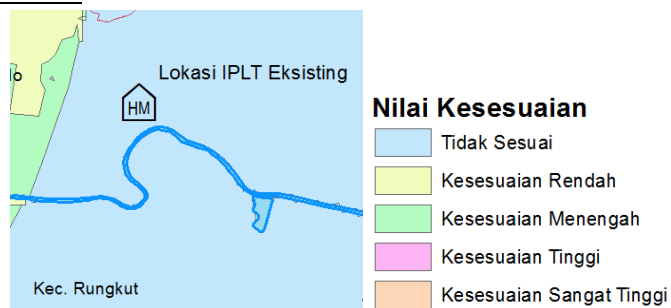 lo
Lokasi IPLT Eksisting
HM
Kec. Rungkut
Nilai Kesesuaian
Tidak Sesuai
Kesesuaian Rendah
Kesesuaian Menengah
Kesesuaian Tinggi
Kesesuaian Sangat Tinggi